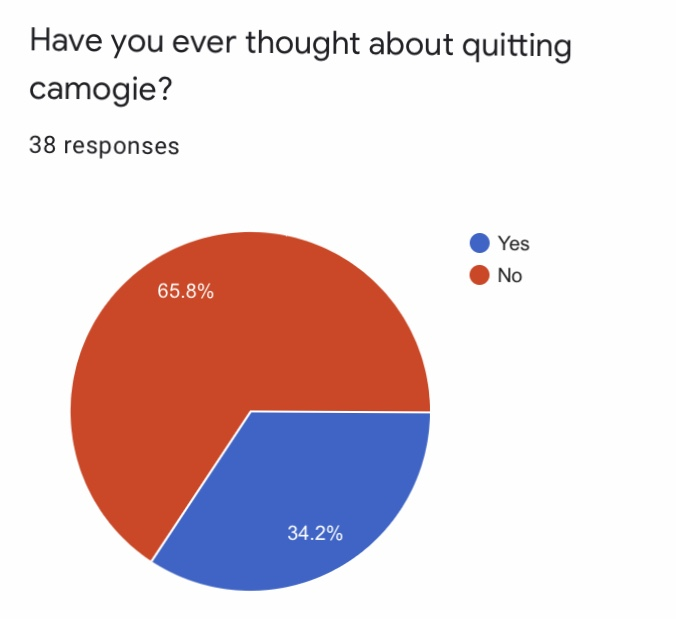 Have you ever thought about quitting
camogie?
38 responses
Yes
No
65.8%
34.2%